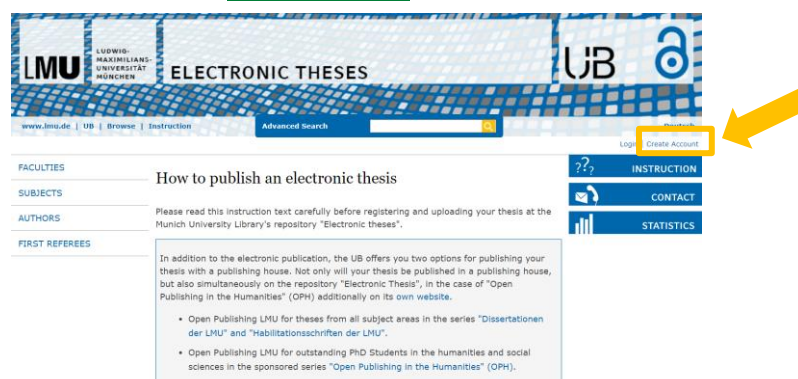 LMU
LUDWIG-
MAXIMILIANS-
UNIVERSITÄT
MÜNCHEN
ELECTRONIC THESES
UB
www.lmu.de | UB | Browse | Instruction
Advanced Search
Deutsch
Login
Create Account
FACULTIES
SUBJECTS
AUTHORS
FIRST REFEREES
How to publish an electronic thesis
Please read this instruction text carefully before registering and uploading your thesis at the
Munich University Library's repository "Electronic theses".
In addition to the electronic publication, the UB offers you two options for publishing your
thesis with a publishing house. Not only will your thesis be published in a publishing house,
but also simultaneously on the repository "Electronic Thesis", in the case of "Open
Publishing in the Humanities" (OPH) additionally on its own website.
• Open Publishing LMU for theses from all subject areas in the series "Dissertationen
der LMU" and "Habilitationsschriften der LMU".
• Open Publishing LMU for outstanding PhD Students in the humanities and social
sciences in the sponsored series "Open Publishing in the Humanities" (OPH).
???
INSTRUCTION
CONTACT
STATISTICS